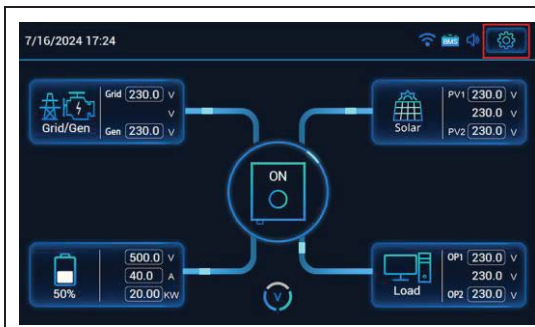 7/16/2024 17:24
BMS
Grid 230.0 V
V
Gen 230.0 V
Grid/Gen
PV1 230.0 V
230.0 V
PV2 230.0 V
Solar
ON
500.0 V
40.0 A
20.00 KW
50%
V
OP1 230.0 V
230.0 V
OP2 230.0 V
Load